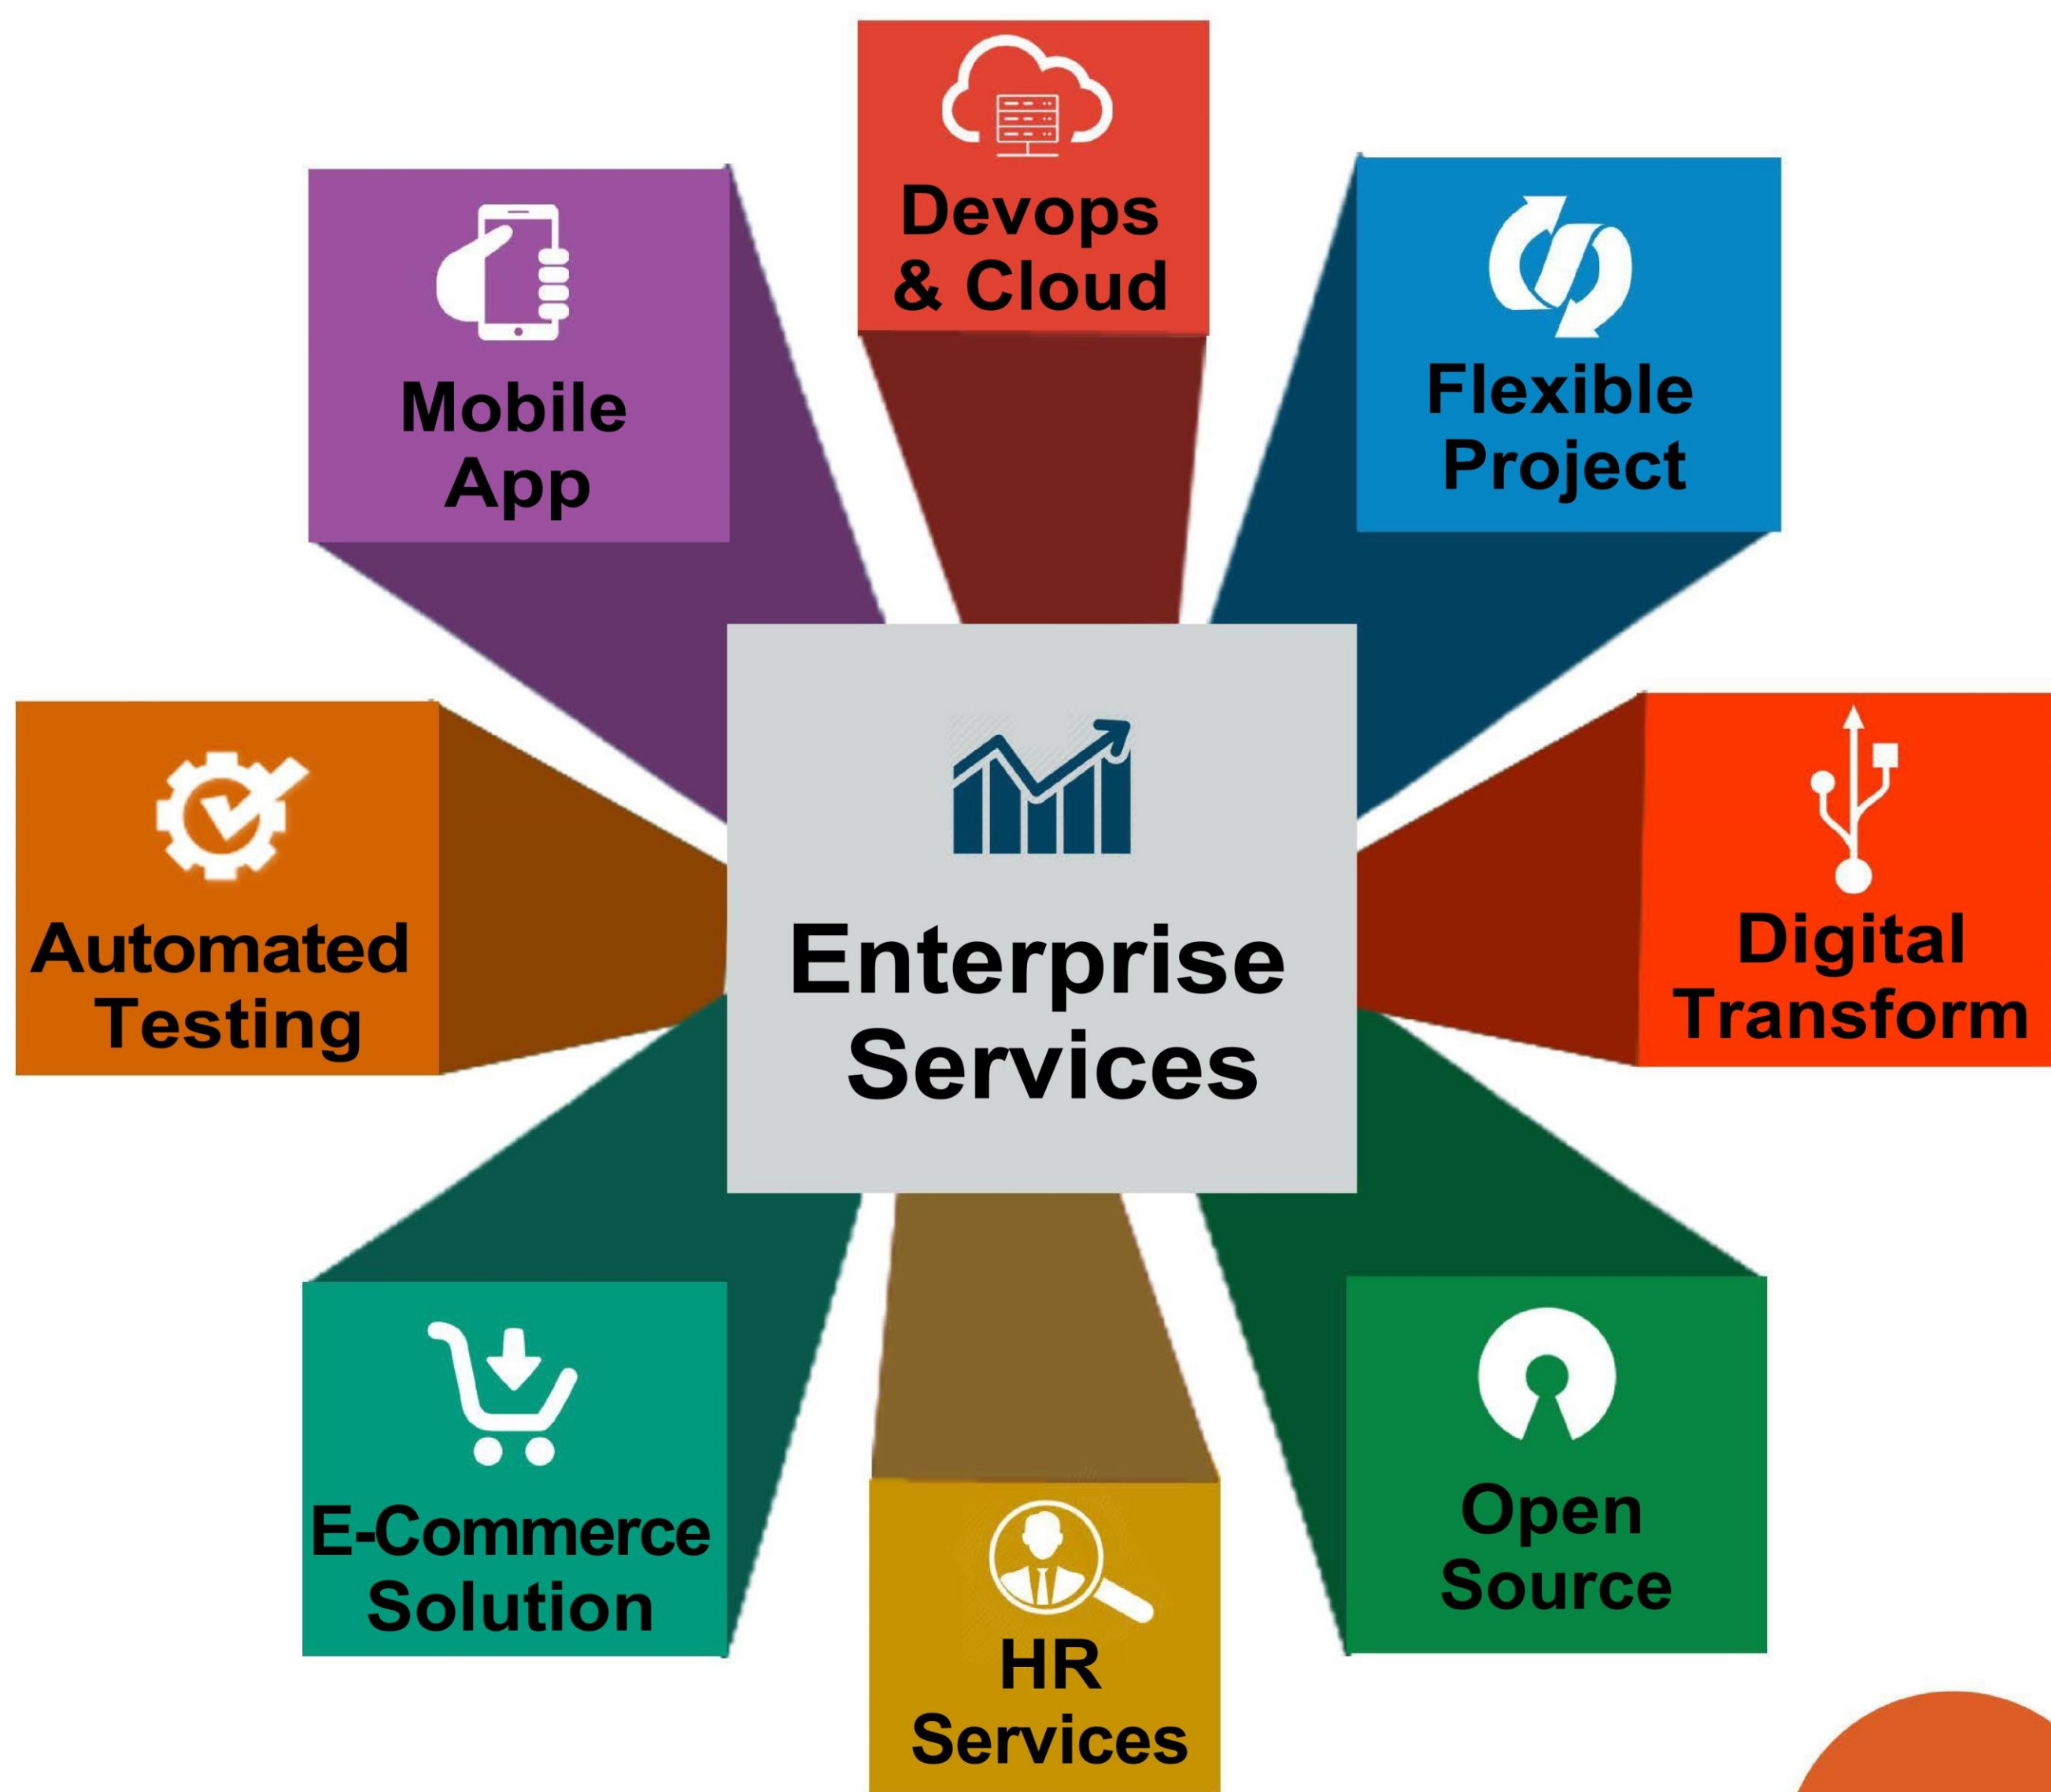 Devops
& Cloud
Mobile
App
Flexible
Project
Automated
Testing
Enterprise
Services
Digital
Transform
E-Commerce
Solution
HR
Services
Open
Source